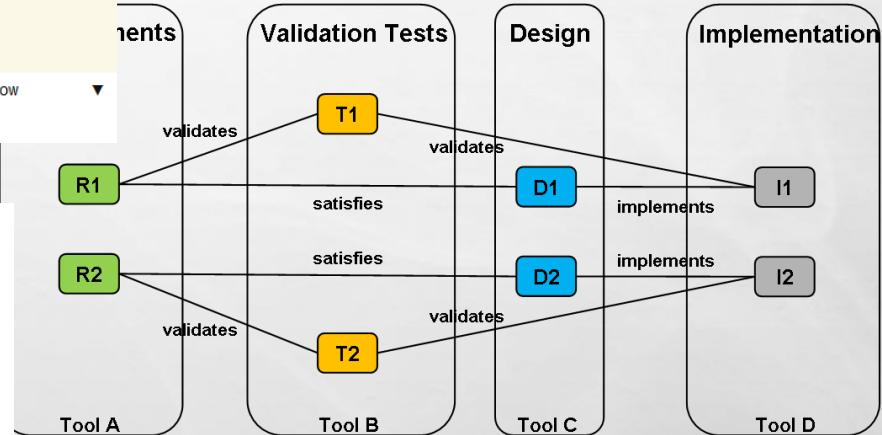 ments Validation Tests Design Implementation
ow ▼
T1
validates
validates
R1 D1 I1
satisfies implements
satisfies implements
R2 D2 I2
validates validates
T2
Tool A Tool B Tool C Tool D